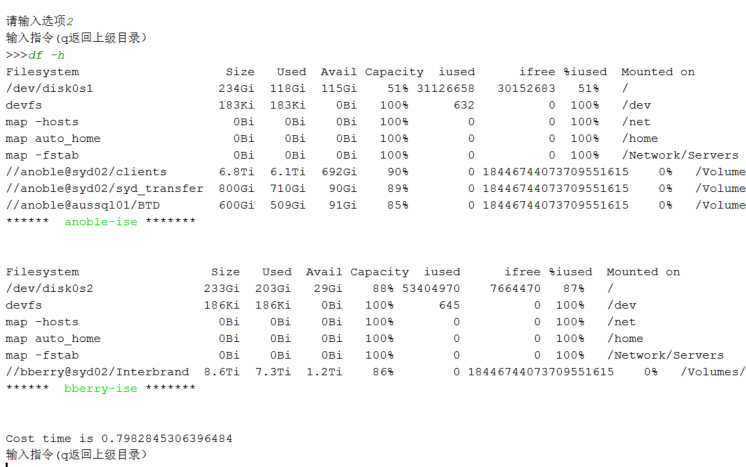 请输入选项2
输入指令(q返回上级目录)
>>>df -h
Filesystem Size Used Avail Capacity iused ifree %iused Mounted on
/dev/disk0s1 234Gi 118Gi 115Gi 51% 31126658 30152683 51% /
devfs 183Ki 183Ki 0Bi 100% 632 0 100% /dev
map -hosts 0Bi 0Bi 0Bi 100% 0 0 100% /net
map auto_home 0Bi 0Bi 0Bi 100% 0 0 100% /home
map -fstab 0Bi 0Bi 0Bi 100% 0 0 100% /Network/Servers
//anoble@syd02/clients 6.8Ti 6.1Ti 692Gi 90% 0 18446744073709551615 0% /Volume
//anoble@syd02/syd_transfer 800Gi 710Gi 90Gi 89% 0 18446744073709551615 0% /Volume
//anoble@aussql01/BTD 600Gi 509Gi 91Gi 85% 0 18446744073709551615 0% /Volume
****** anoble-ise *******
Filesystem Size Used Avail Capacity iused ifree %iused Mounted on
/dev/disk0s2 233Gi 203Gi 29Gi 88% 53404970 7664470 87% /
devfs 186Ki 186Ki 0Bi 100% 645 0 100% /dev
map -hosts 0Bi 0Bi 0Bi 100% 0 0 100% /net
map auto_home 0Bi 0Bi 0Bi 100% 0 0 100% /home
map -fstab 0Bi 0Bi 0Bi 100% 0 0 100% /Network/Servers
//bberry@syd02/Interbrand 8.6Ti 7.3Ti 1.2Ti 86% 0 18446744073709551615 0% /Volumes/
****** bberry-ise *******
Cost time is 0.7982845306396484
输入指令(q返回上级目录)